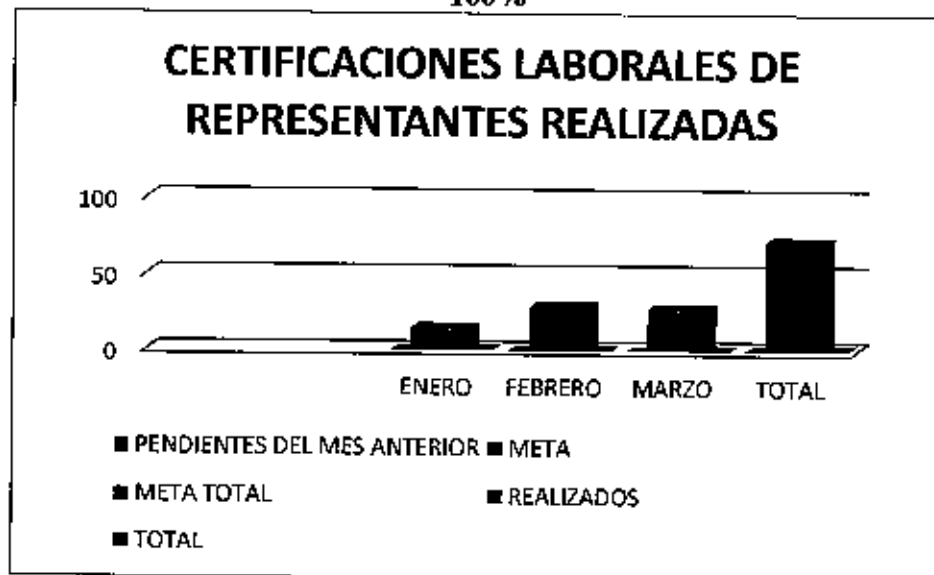 100%
CERTIFICACIONES LABORALES DE
REPRESENTANTES REALIZADAS
100
50
0
ENERO FEBRERO MARZO TOTAL
■ PENDIENTES DEL MES ANTERIOR ■ META
■ META TOTAL ■ REALIZADOS
■ TOTAL